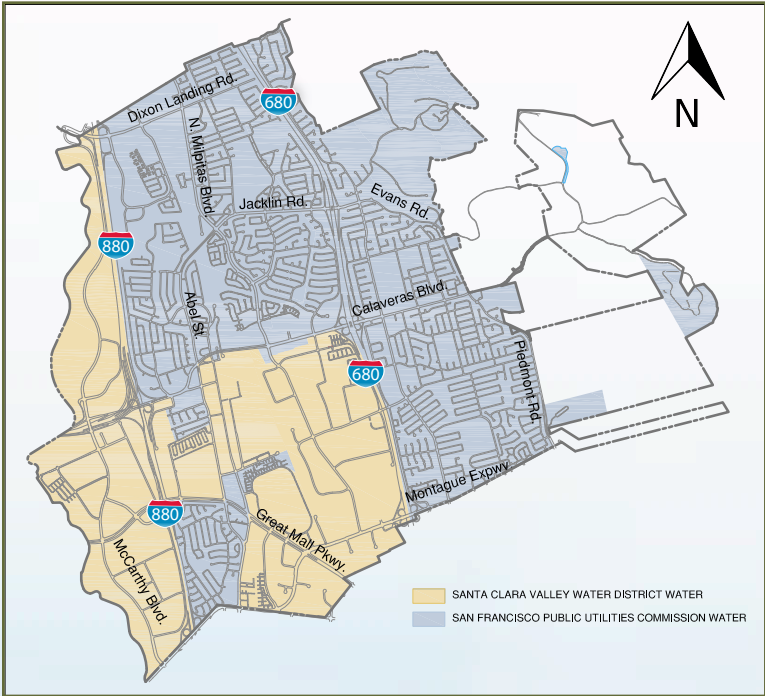 Dixon Landing Rd.
680
N
N. Milpitas Blvd.
Jacklin Rd.
Evans Rd.
880
Abel St.
Calaveras Blvd.
680
Piedmont Rd.
Montague Expwy
880
Great Mall Pkwy.
McCarthy Blvd.
SANTA CLARA VALLEY WATER DISTRICT WATER
SAN FRANCISCO PUBLIC UTILITIES COMMISSION WATER